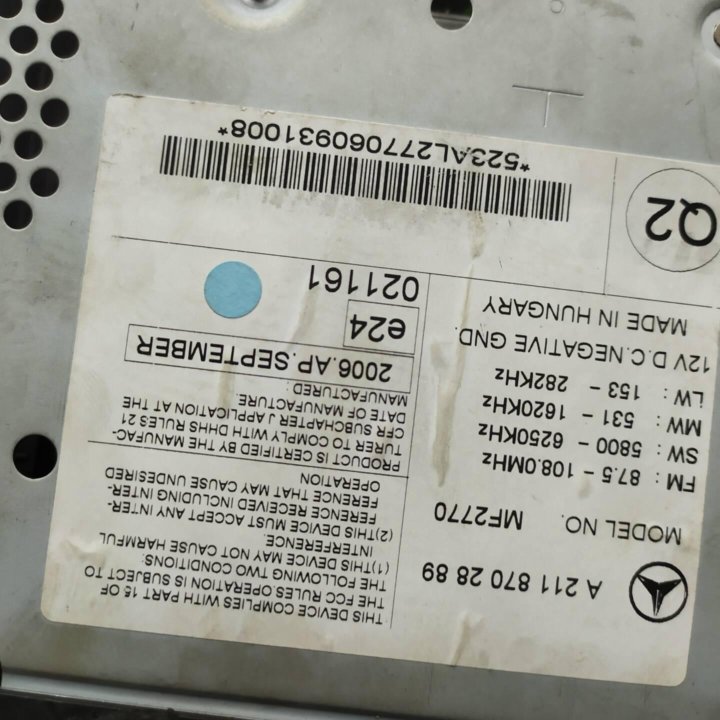 A 211 870 28 89
MODEL NO. MF2770
FM : 87.5 - 108.0MHz
SW : 5800 - 6250KHz
MW : 531 - 1620KHz
LW : 153 - 282KHz
12V D.C.NEGATIVE GND.
MADE IN HUNGARY
Q2
THIS DEVICE COMPLIES WITH PART 15 OF
THE FCC RULES.OPERATION IS SUBJECT TO
THE FOLLOWING TWO CONDITIONS:
(1)THIS DEVICE MAY NOT CAUSE HARMFUL
INTERFERENCE.
(2)THIS DEVICE MUST ACCEPT ANY INTER-
FERENCE RECEIVED INCLUDING INTER-
FERENCE THAT MAY CAUSE UNDESIRED
OPERATION
PRODUCT IS CERTIFIED BY THE MANUFAC-
TURER TO COMPLY WITH DHHS RULES 21
CFR SUBCHAPTER J APPLICATION AT THE
DATE OF MANUFACTURE.
MANUFACTURED:
2006.AP.SEPTEMBER
e24
021161
*523AL277060931008*